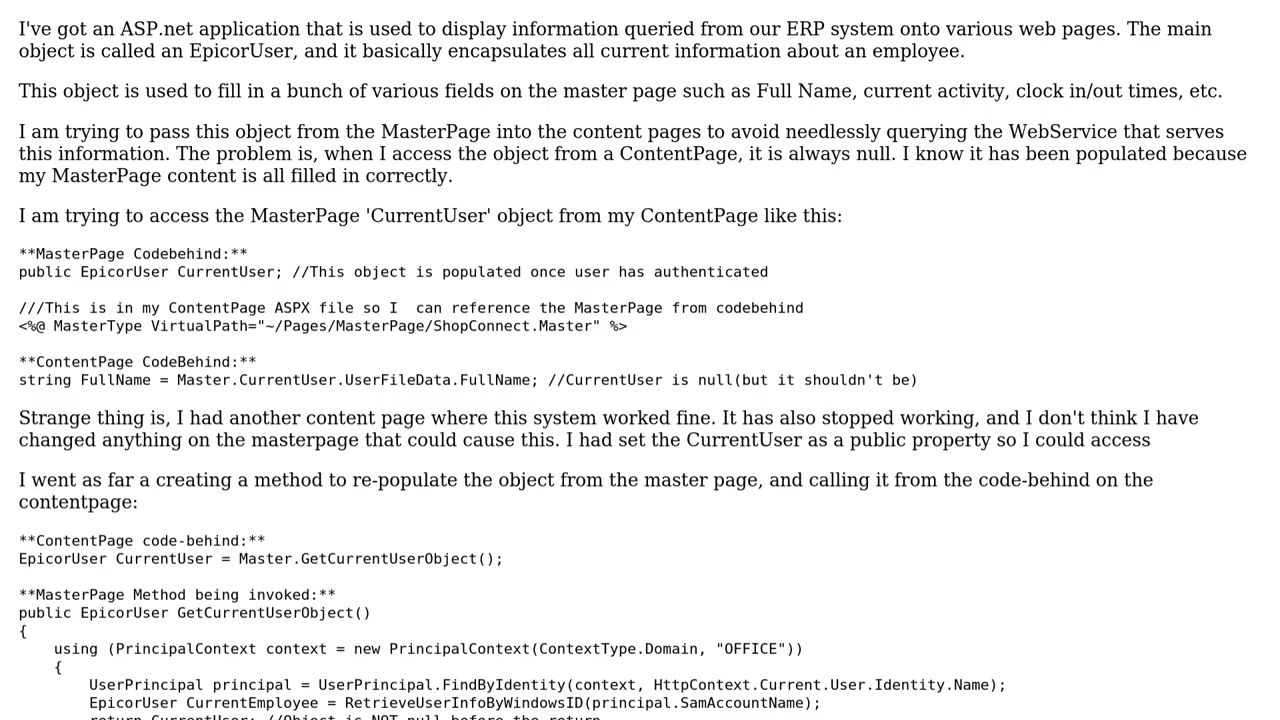 I've got an ASP.net application that is used to display information queried from our ERP system onto various web pages. The main
object is called an EpicorUser, and it basically encapsulates all current information about an employee.
This object is used to fill in a bunch of various fields on the master page such as Full Name, current activity, clock in/out times, etc.
I am trying to pass this object from the MasterPage into the content pages to avoid needlessly querying the WebService that serves
this information. The problem is, when I access the object from a ContentPage, it is always null. I know it has been populated because
my MasterPage content is all filled in correctly.
I am trying to access the MasterPage 'CurrentUser' object from my ContentPage like this:
**MasterPage Codebehind:**
public EpicorUser CurrentUser; //This object is populated once user has authenticated
///This is in my ContentPage ASPX file so I  can reference the MasterPage from codebehind
<%@ MasterType VirtualPath="~/Pages/MasterPage/ShopConnect.Master" %>
**ContentPage CodeBehind:**
string FullName = Master.CurrentUser.UserFileData.FullName; //CurrentUser is null(but it shouldn't be)
Strange thing is, I had another content page where this system worked fine. It has also stopped working, and I don't think I have
changed anything on the masterpage that could cause this. I had set the CurrentUser as a public property so I could access
I went as far a creating a method to re-populate the object from the master page, and calling it from the code-behind on the
contentpage:
**ContentPage code-behind:**
EpicorUser CurrentUser = Master.GetCurrentUserObject();
**MasterPage Method being invoked:**
public EpicorUser GetCurrentUserObject()
{
    using (PrincipalContext context = new PrincipalContext(ContextType.Domain, "OFFICE"))
    {
        UserPrincipal principal = UserPrincipal.FindByIdentity(context, HttpContext.Current.User.Identity.Name);
        EpicorUser CurrentEmployee = RetrieveUserInfoByWindowsID(principal.SamAccountName);
        return CurrentUser; //Object is NOT null before the return